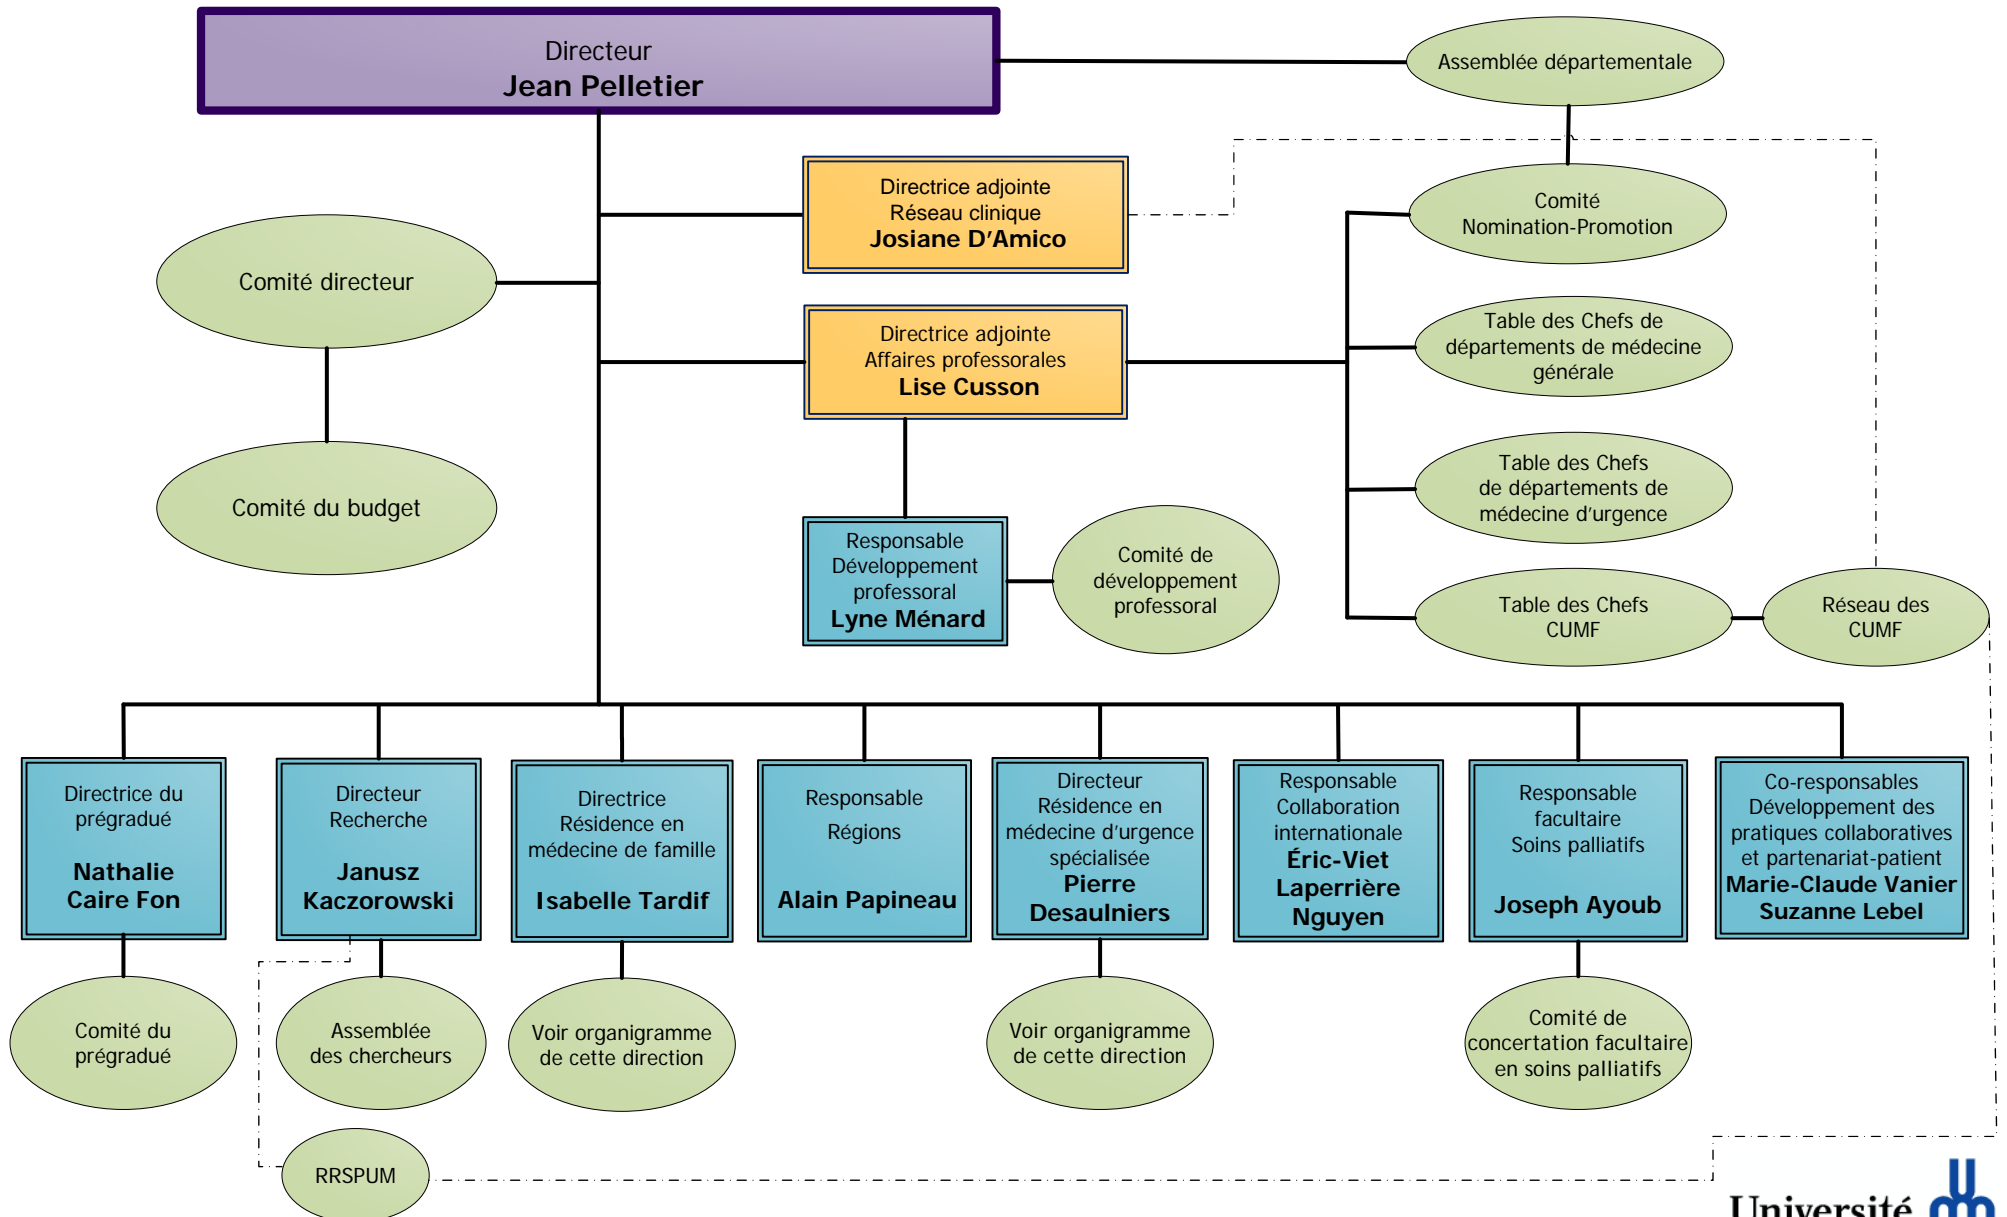 Directeur
Jean Pelletier
Assemblée départementale
Directrice adjointe
Réseau clinique
Josiane D'Amico
Comité
Nomination-Promotion
Comité directeur
Directrice adjointe
Affaires professorales
Lise Cusson
Table des Chefs de
départements de médecine
générale
Comité du budget
Table des Chefs
de départements de
médecine d'urgence
Responsable
Développement
professoral
Lyne Ménard
Comité de
développement
professoral
Table des Chefs
CUMF
Réseau des
CUMF
Directrice du
prégradué
Nathalie
Caire Fon
Directeur
Recherche
Janusz
Kaczorowski
Directrice
Résidence en
médecine de famille
Isabelle Tardif
Responsable
Régions
Alain Papineau
Directeur
Résidence en
médecine d'urgence
spécialisée
Pierre
Desaulniers
Responsable
Collaboration
internationale
Éric-Viet
Laperrière
Nguyen
Responsable
facultaire
Soins palliatifs
Joseph Ayoub
Co-responsables
Développement des
pratiques collaboratives
et partenariat-patient
Marie-Claude Vanier
Suzanne Lebel
Comité du
prégradué
Assemblée
des chercheurs
Voir organigramme
de cette direction
Voir organigramme
de cette direction
Comité de
concertation facultaire
en soins palliatifs
RRSPUM
Université